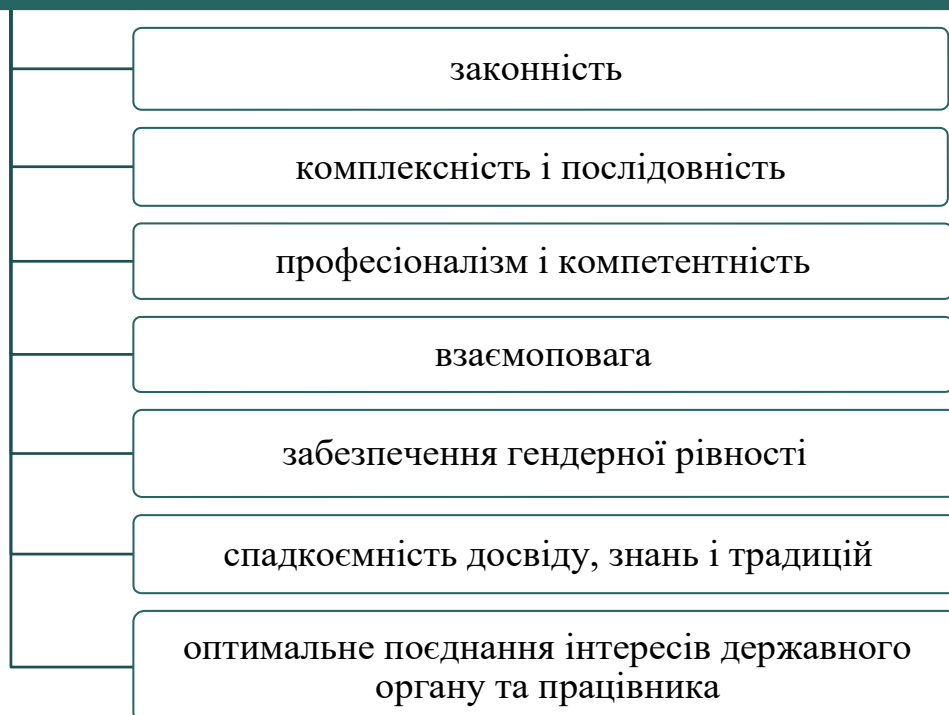 законність
комплексність і послідовність
професіоналізм і компетентність
взаємоповага
забезпечення гендерної рівності
спадкоємність досвіду, знань і традицій
оптимальне поєднання інтересів державного
органу та працівника